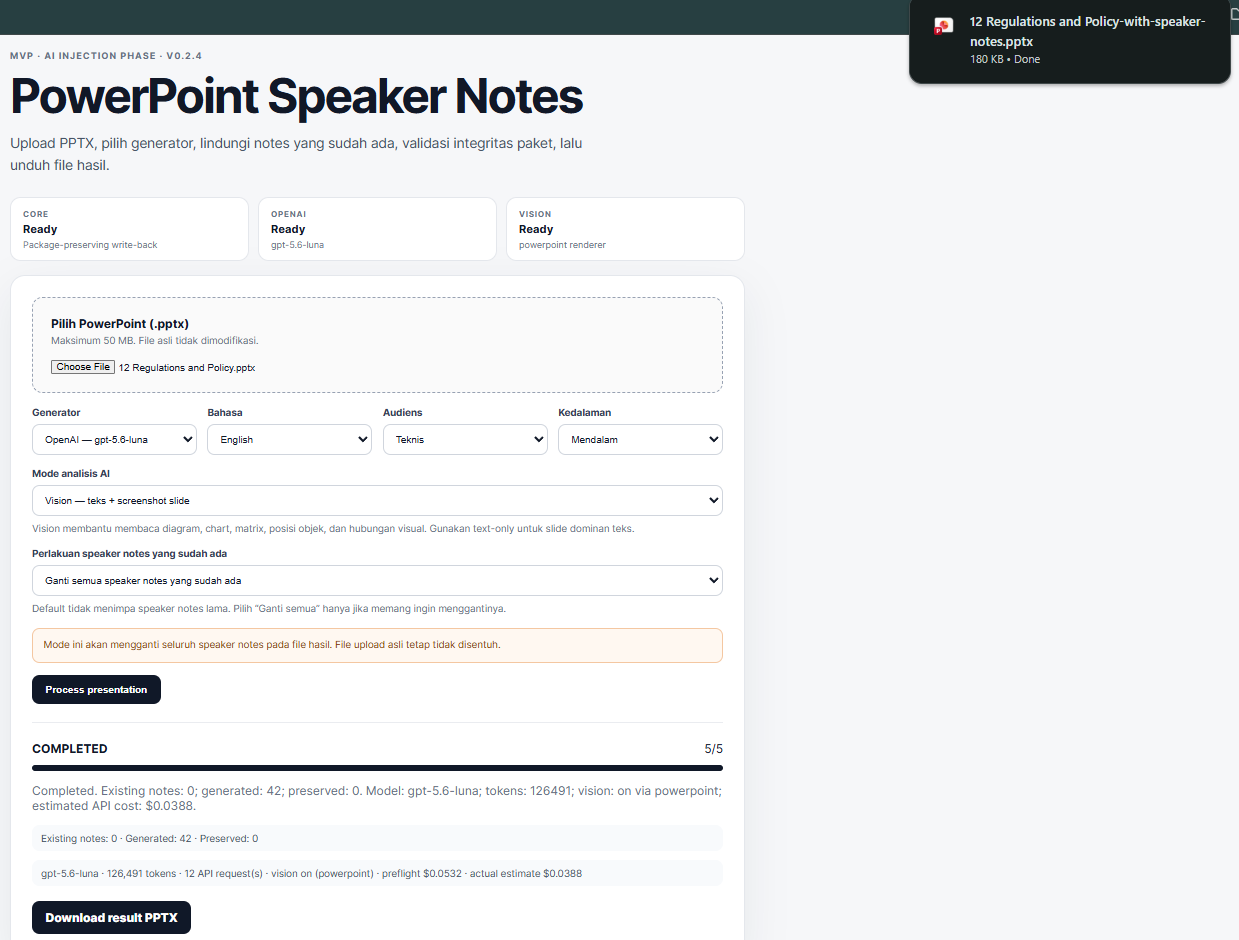 12 Regulations and Policy-with-speaker-
notes.pptx
180 KB • Done
MVP · AI INJECTION PHASE · V0.2.4
PowerPoint Speaker Notes
Upload PPTX, pilih generator, lindungi notes yang sudah ada, validasi integritas paket, lalu
unduh file hasil.
CORE
Ready
Package-preserving write-back
OPENAI
Ready
gpt-5.6-luna
VISION
Ready
powerpoint renderer
Pilih PowerPoint (.pptx)
Maksimum 50 MB. File asli tidak dimodifikasi.
Choose File 12 Regulations and Policy.pptx
Generator Bahasa Audiens Kedalaman
OpenAI — gpt-5.6-luna English Teknis Mendalam
Mode analisis AI
Vision — teks + screenshot slide
Vision membantu membaca diagram, chart, matrix, posisi objek, dan hubungan visual. Gunakan text-only untuk slide dominan teks.
Perlakuan speaker notes yang sudah ada
Ganti semua speaker notes yang sudah ada
Default tidak menimpa speaker notes lama. Pilih “Ganti semua” hanya jika memang ingin menggantinya.
Mode ini akan mengganti seluruh speaker notes pada file hasil. File upload asli tetap tidak disentuh.
Process presentation
COMPLETED 5/5
Completed. Existing notes: 0; generated: 42; preserved: 0. Model: gpt-5.6-luna; tokens: 126491; vision: on via powerpoint;
estimated API cost: $0.0388.
Existing notes: 0 · Generated: 42 · Preserved: 0
gpt-5.6-luna · 126,491 tokens · 12 API request(s) · vision on (powerpoint) · preflight $0.0532 · actual estimate $0.0388
Download result PPTX